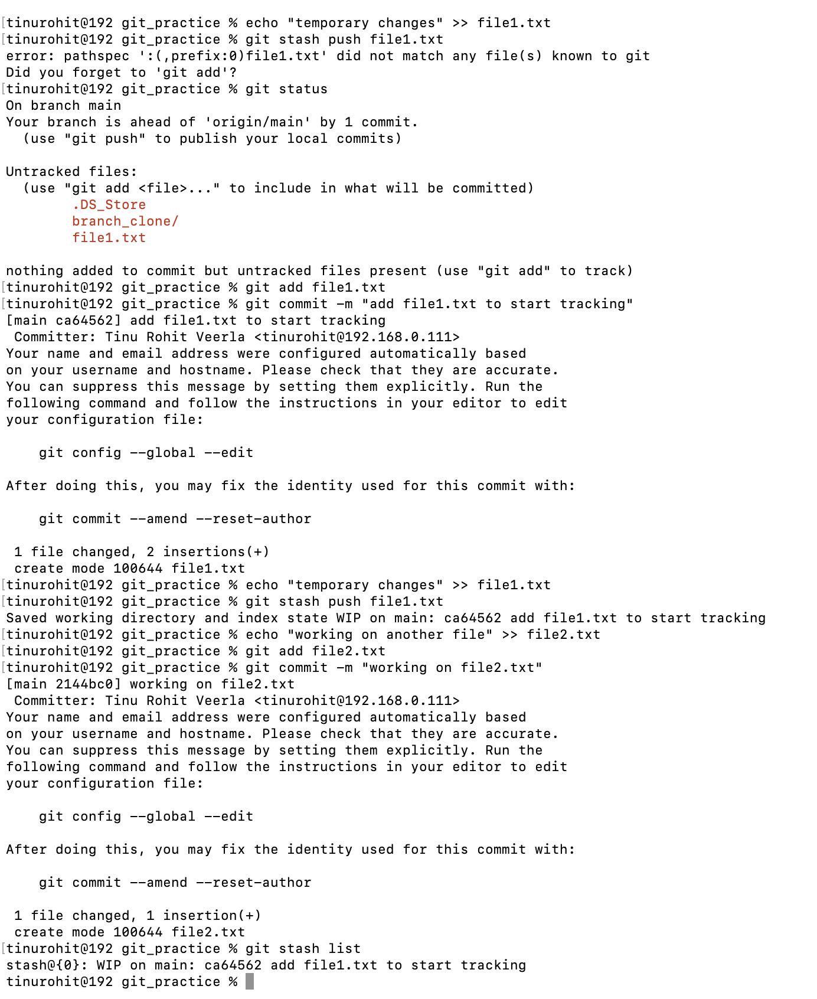 [tinurohit@192 git_practice % echo "temporary changes" >> file1.txt
[tinurohit@192 git_practice % git stash push file1.txt
error: pathspec ':(,prefix:0)file1.txt' did not match any file(s) known to git
Did you forget to 'git add'?
[tinurohit@192 git_practice % git status
On branch main
Your branch is ahead of 'origin/main' by 1 commit.
  (use "git push" to publish your local commits)

Untracked files:
  (use "git add <file>..." to include in what will be committed)
        .DS_Store
        branch_clone/
        file1.txt

nothing added to commit but untracked files present (use "git add" to track)
[tinurohit@192 git_practice % git add file1.txt
[tinurohit@192 git_practice % git commit -m "add file1.txt to start tracking"
[main ca64562] add file1.txt to start tracking
 Committer: Tinu Rohit Veerla <tinurohit@192.168.0.111>
Your name and email address were configured automatically based
on your username and hostname. Please check that they are accurate.
You can suppress this message by setting them explicitly. Run the
following command and follow the instructions in your editor to edit
your configuration file:

    git config --global --edit

After doing this, you may fix the identity used for this commit with:

    git commit --amend --reset-author

 1 file changed, 2 insertions(+)
 create mode 100644 file1.txt
[tinurohit@192 git_practice % echo "temporary changes" >> file1.txt
[tinurohit@192 git_practice % git stash push file1.txt
Saved working directory and index state WIP on main: ca64562 add file1.txt to start tracking
[tinurohit@192 git_practice % echo "working on another file" >> file2.txt
[tinurohit@192 git_practice % git add file2.txt
[tinurohit@192 git_practice % git commit -m "working on file2.txt"
[main 2144bc0] working on file2.txt
 Committer: Tinu Rohit Veerla <tinurohit@192.168.0.111>
Your name and email address were configured automatically based
on your username and hostname. Please check that they are accurate.
You can suppress this message by setting them explicitly. Run the
following command and follow the instructions in your editor to edit
your configuration file:

    git config --global --edit

After doing this, you may fix the identity used for this commit with:

    git commit --amend --reset-author

 1 file changed, 1 insertion(+)
 create mode 100644 file2.txt
[tinurohit@192 git_practice % git stash list
stash@{0}: WIP on main: ca64562 add file1.txt to start tracking
tinurohit@192 git_practice %